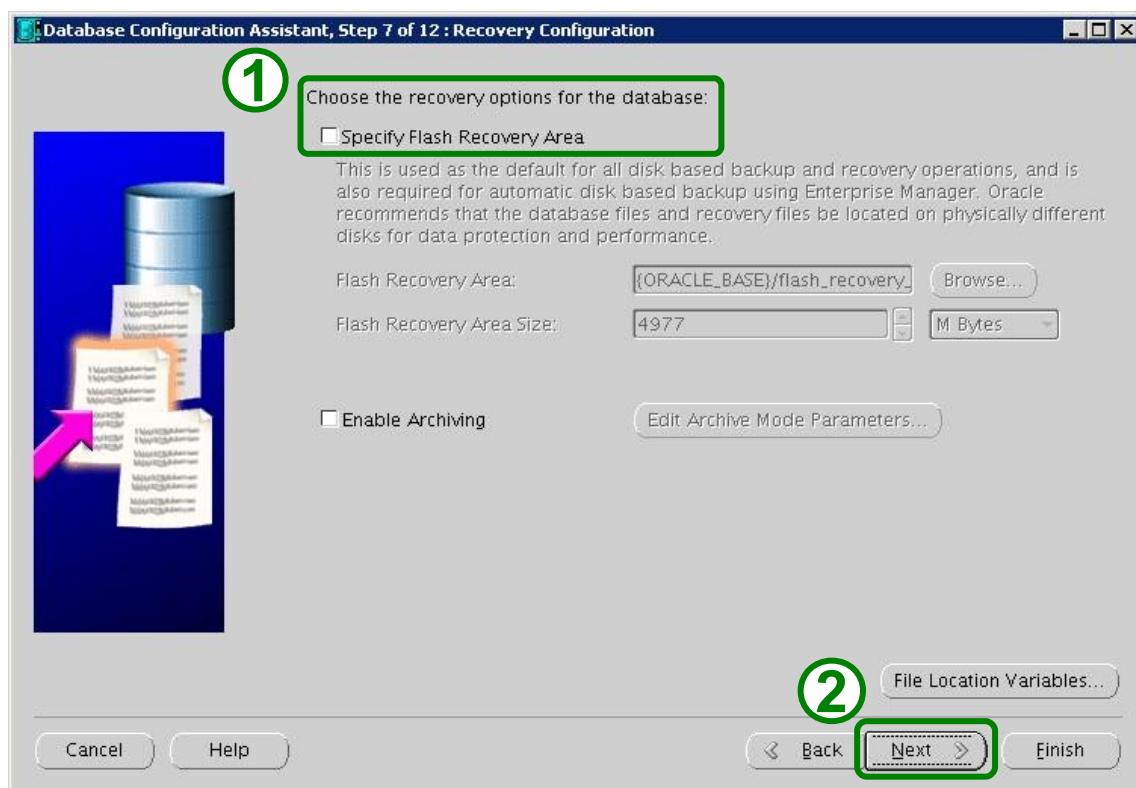 Database Configuration Assistant, Step 7 of 12 : Recovery Configuration
1
Choose the recovery options for the database:
Specify Flash Recovery Area
This is used as the default for all disk based backup and recovery operations, and is
also required for automatic disk based backup using Enterprise Manager. Oracle
recommends that the database files and recovery files be located on physically different
disks for data protection and performance.
Flash Recovery Area:
{ORACLE_BASE}/flash_recovery_
Browse...
Flash Recovery Area Size:
4977
M Bytes
Enable Archiving
Edit Archive Mode Parameters...
File Location Variables...
2
Cancel
Help
Back
Next
Finish